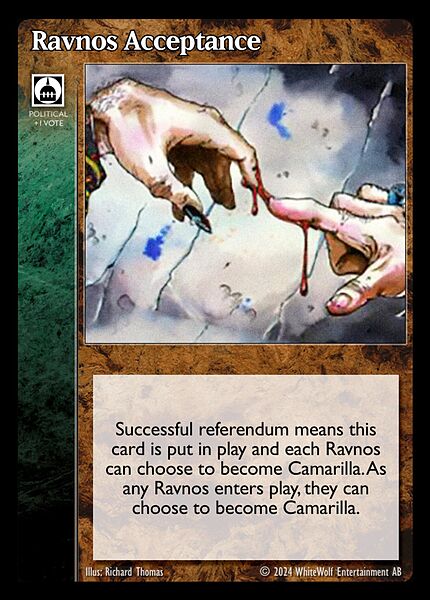 Ravnos Acceptance
POLITICAL
+1 VOTE
Successful referendum means this
card is put in play and each Ravnos
can choose to become Camarilla. As
any Ravnos enters play, they can
choose to become Camarilla.
Illus: Richard Thomas © 2024 WhiteWolf Entertainment AB